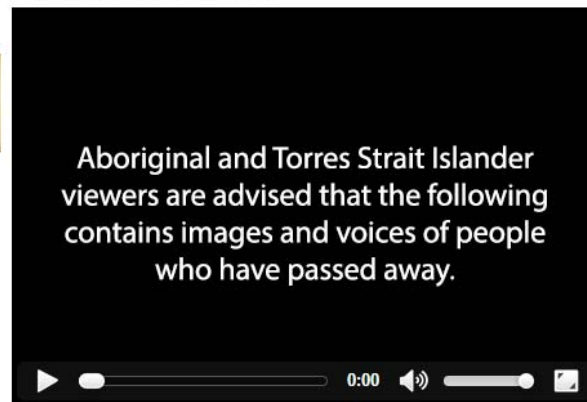 Aboriginal and Torres Strait Islander
viewers are advised that the following
contains images and voices of people
who have passed away.
0:00